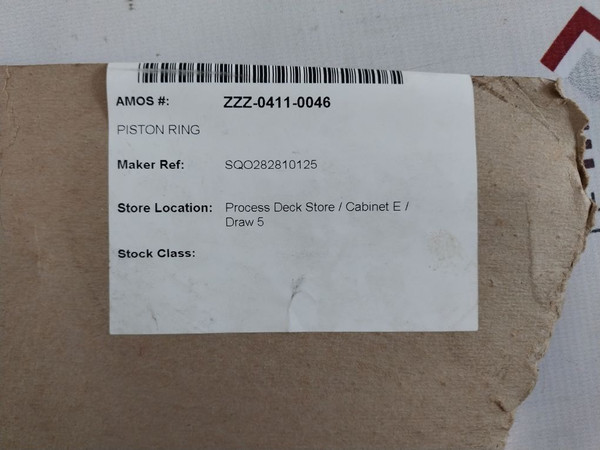 AMOS #: ZZZ-0411-0046
PISTON RING
Maker Ref: SQO282810125
Store Location: Process Deck Store / Cabinet E /
Draw 5
Stock Class: